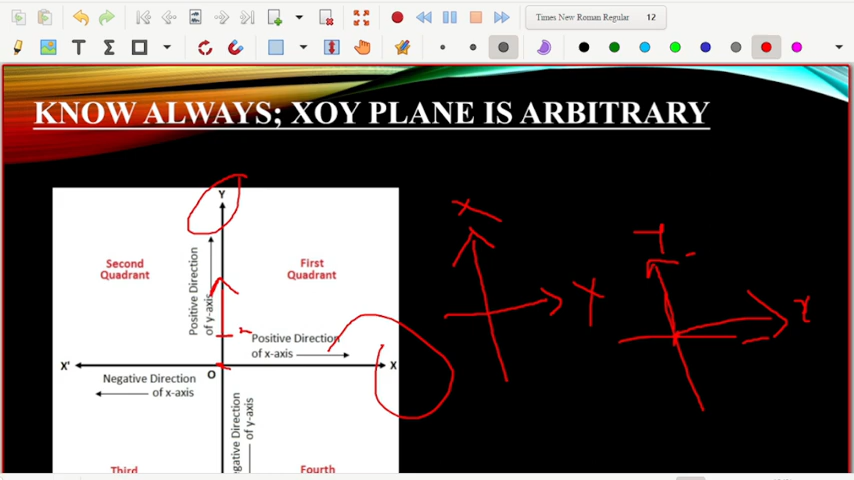 Times New Roman Regular 12
KNOW ALWAYS; XOY PLANE IS ARBITRARY
Y
Second
Quadrant
First
Quadrant
Positive Direction
of y-axis
Positive Direction
of x-axis
X'
O
X
Negative Direction
of x-axis
Negative Direction
of y-axis
Third
Fourth
X
Y
x